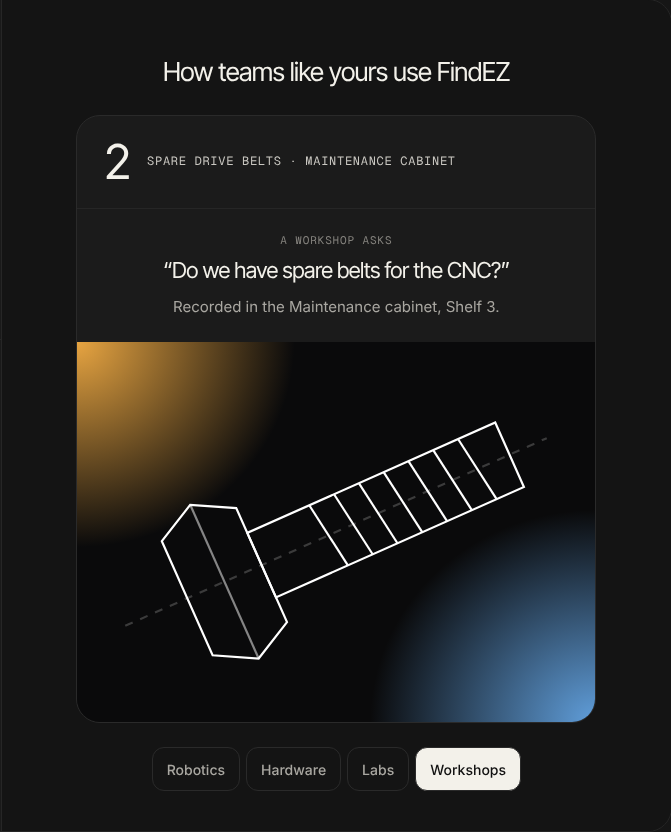 How teams like yours use FindEZ
2 SPARE DRIVE BELTS · MAINTENANCE CABINET
A WORKSHOP ASKS
“Do we have spare belts for the CNC?”
Recorded in the Maintenance cabinet, Shelf 3.
Robotics Hardware Labs Workshops